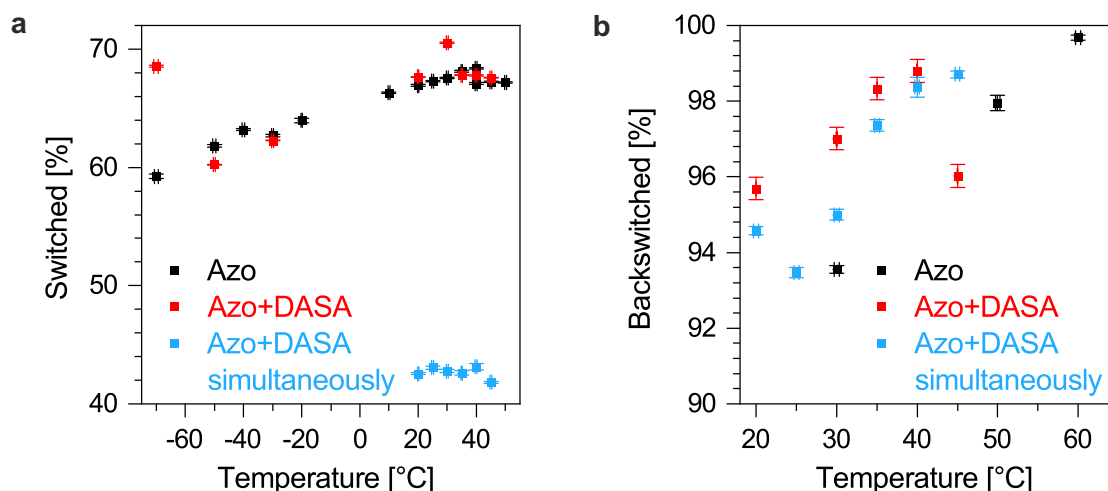 a
Switched [%]
70
60
50
40
Azo
Azo+DASA
Azo+DASA
simultaneously
-60 -40 -20 0 20 40
Temperature [°C]
b
Backswitched [%]
100
98
96
94
92
90
Azo
Azo+DASA
Azo+DASA
simultaneously
20 30 40 50 60
Temperature [°C]